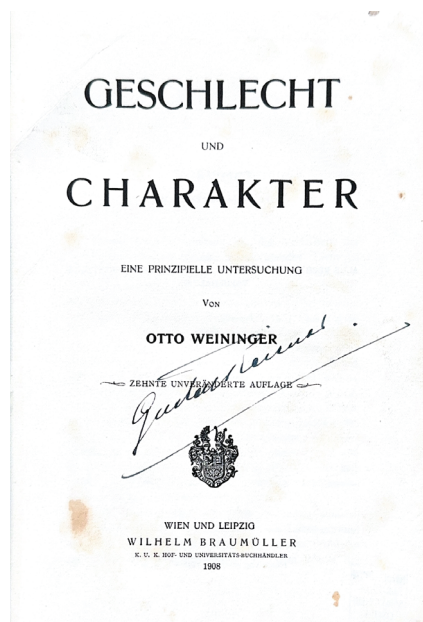 GESCHLECHT
UND
CHARAKTER
EINE PRINZIPIELLE UNTERSUCHUNG
VON
OTTO WEININGER
ZEHNTE UNVERÄNDERTE AUFLAGE
WIEN UND LEIPZIG
WILHELM BRAUMÜLLER
K. U. K. HOF- UND UNIVERSITÄTS-BUCHHÄNDLER
1908